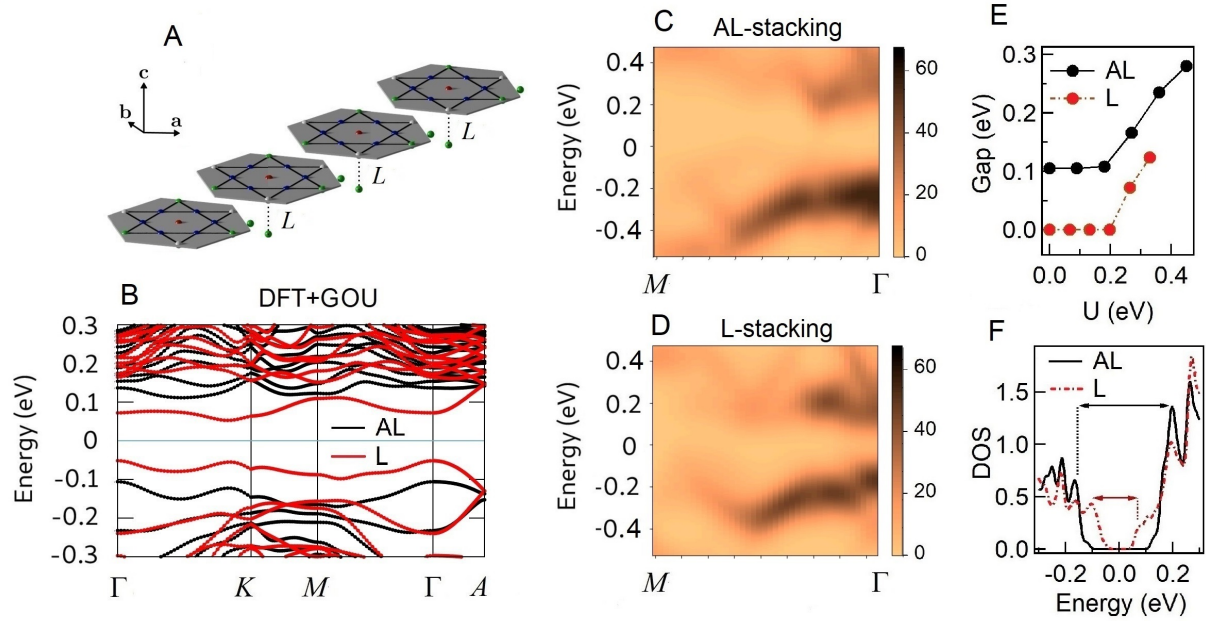 A
c
b
a
L
L
L
B
DFT+GOU
0.3
0.2
0.1
0
-0.1
-0.2
-0.3
Energy (eV)
AL
L
Γ
K
M
Γ
A
C
AL-stacking
0.4
0.2
0
-0.2
-0.4
Energy (eV)
M
Γ
60
40
20
0
D
L-stacking
0.4
0.2
0
-0.2
-0.4
Energy (eV)
M
Γ
60
40
20
0
E
AL
L
0.3
0.2
0.1
0.0
Gap (eV)
0.0
0.2
0.4
U (eV)
F
AL
L
1.5
1.0
0.5
0.0
DOS
-0.2
0.0
0.2
Energy (eV)